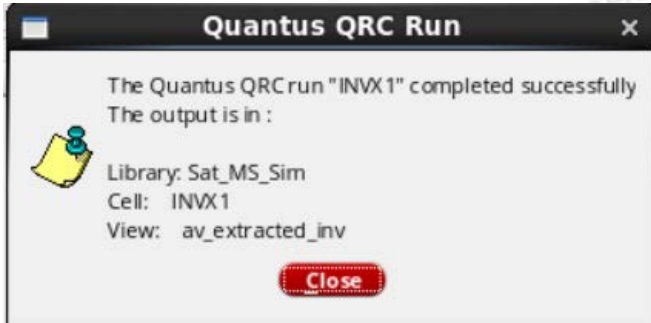 Quantus QRC Run
The Quantus QRC run "INVX1" completed successfully
The output is in :
Library: Sat_MS_Sim
Cell: INVX1
View: av_extracted_inv
Close